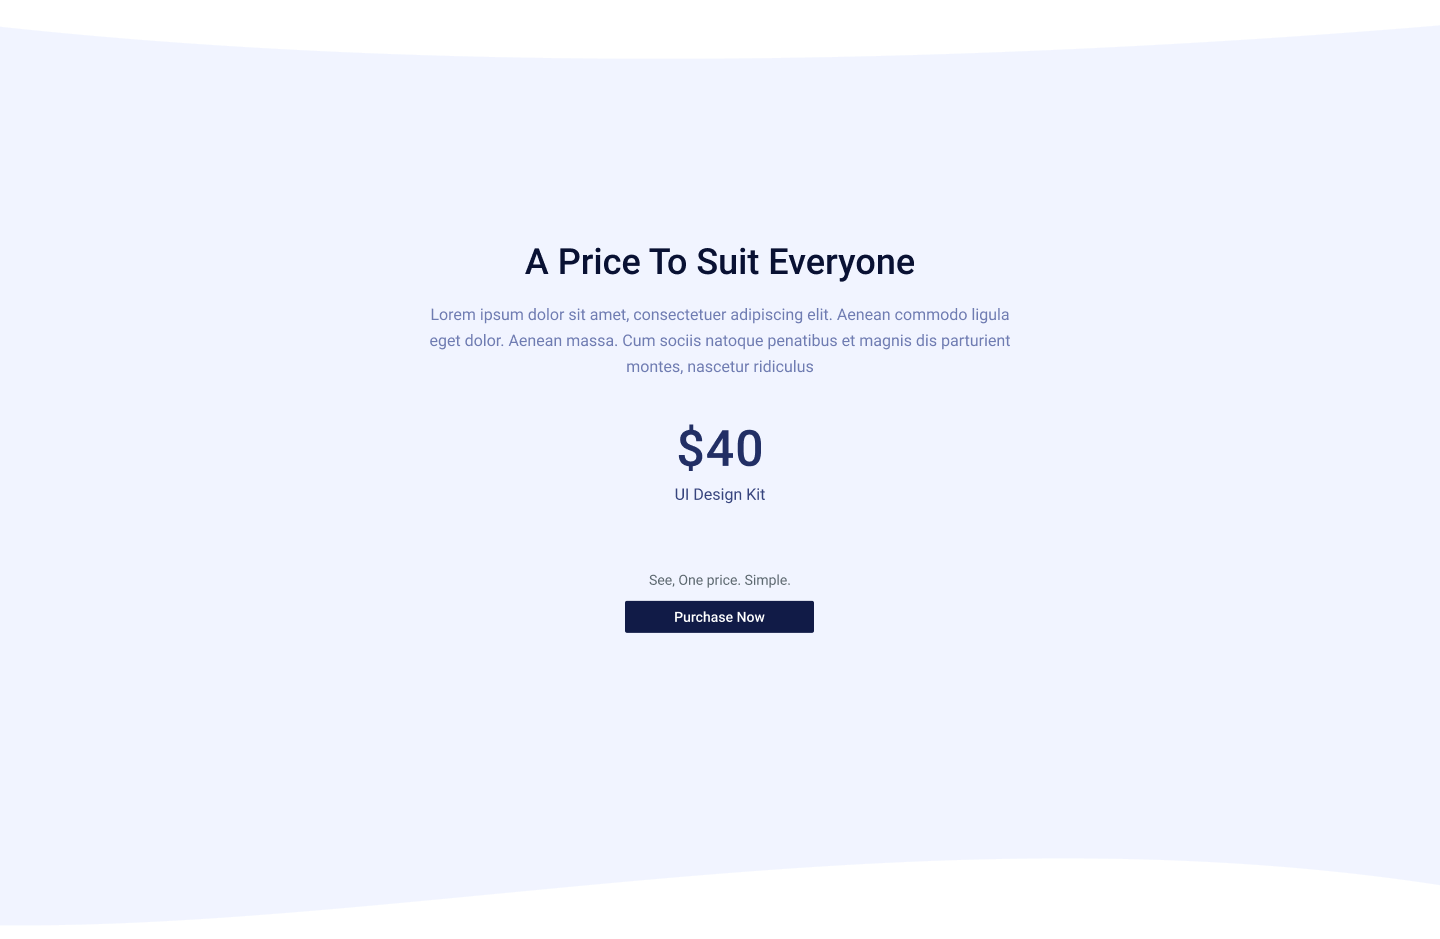 A Price To Suit Everyone
Lorem ipsum dolor sit amet, consectetuer adipiscing elit. Aenean commodo ligula
eget dolor. Aenean massa. Cum sociis natoque penatibus et magnis dis parturient
montes, nascetur ridiculus
$40
UI Design Kit
See, One price. Simple.
Purchase Now